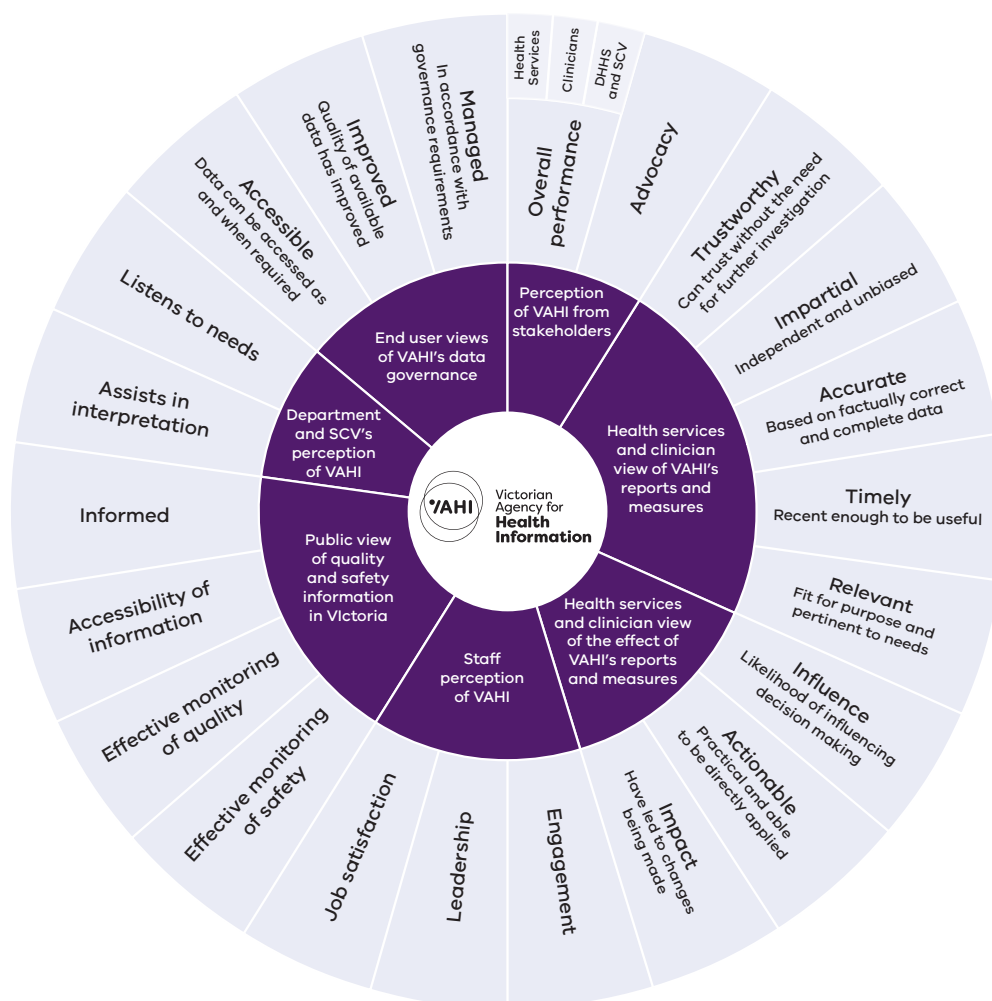 Health
Services
Clinicians
DHHS
and SCV
Overall
performance
Advocacy
Trustworthy
Can trust without the need
for further investigation
Impartial
Independent and unbiased
Accurate
Based on factually correct
and complete data
Timely
Recent enough to be useful
Relevant
Fit for purpose and
pertinent to needs
Influence
Likelihood of influencing
decision making
Actionable
Practical and able
to be directly applied
Impact
Have led to changes
being made
Engagement
Leadership
Job satisfaction
Effective monitoring
of safety
Effective monitoring
of quality
Accessibility of
information
Informed
Assists in
interpretation
Listens to needs
Accessible
Data can be accessed as
and when required
Improved
Quality of available
data has improved
Managed
In accordance with
governance requirements
Perception
of VAHI from
stakeholders
Health services
and clinician
view of VAHI's
reports and
measures
Health services
and clinician view
of the effect of
VAHI's reports
and measures
Staff
perception
of VAHI
Public view
of quality
and safety
information
in VIctoria
Department
and SCV's
perception
of VAHI
End user views
of VAHI's data
governance
VAHI
Victorian
Agency for
Health
Information